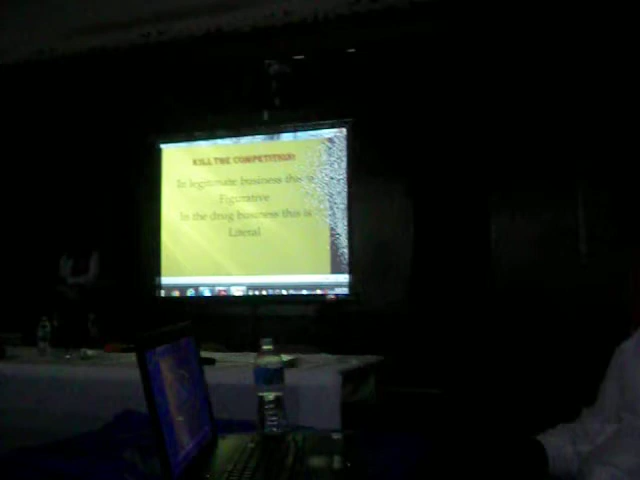 KILL THE COMPETITION!
In legitimate business this is
Figurative
In the drug business this is
Literal